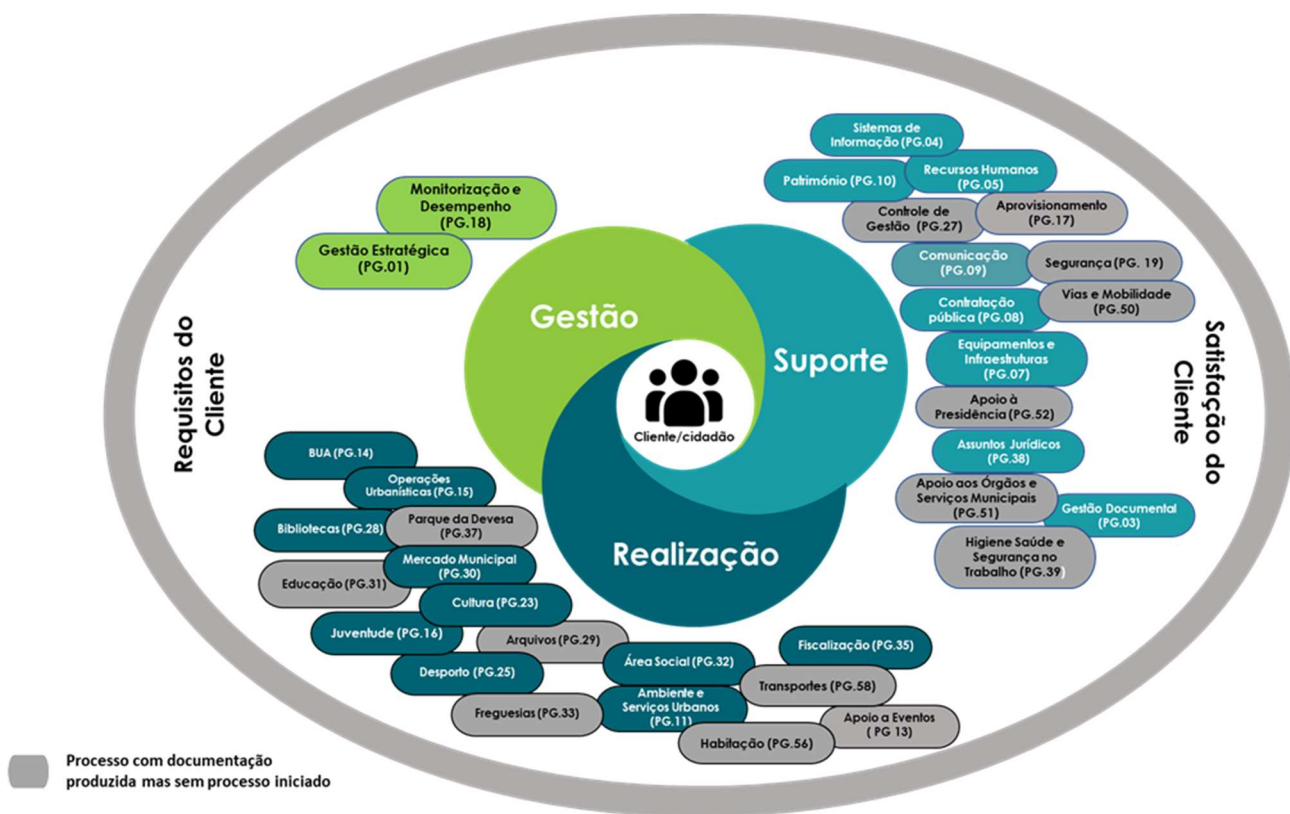 Sistemas de
Informação (PG.04)
Património (PG.10)
Recursos Humanos
(PG.05)
Controle de
Gestão (PG.27)
Aprovisionamento
(PG.17)
Comunicação
(PG.09)
Segurança (PG. 19)
Contratação
pública (PG.08)
Vias e Mobilidade
(PG.50)
Equipamentos e
Infraestruturas
(PG.07)
Apoio à
Presidência (PG.52)
Assuntos Jurídicos
(PG.38)
Apoio aos Órgãos e
Serviços Municipais
(PG.51)
Gestão Documental
(PG.03)
Higiene Saúde e
Segurança no
Trabalho (PG.39)
Monitorização e
Desempenho
(PG.18)
Gestão Estratégica
(PG.01)
Gestão
Suporte
Realização
Cliente/cidadão
Requisitos do
Cliente
Satisfação do
Cliente
BUA (PG.14)
Operações
Urbanísticas (PG.15)
Bibliotecas (PG.28)
Parque da Devesa
(PG.37)
Mercado Municipal
(PG.30)
Educação (PG.31)
Cultura (PG.23)
Juventude (PG.16)
Arquivos (PG.29)
Desporto (PG.25)
Área Social (PG.32)
Fiscalização (PG.35)
Freguesias (PG.33)
Ambiente e
Serviços Urbanos
(PG.11)
Transportes (PG.58)
Habitação (PG.56)
Apoio a Eventos
( PG 13)
Processo com documentação
produzida mas sem processo iniciado